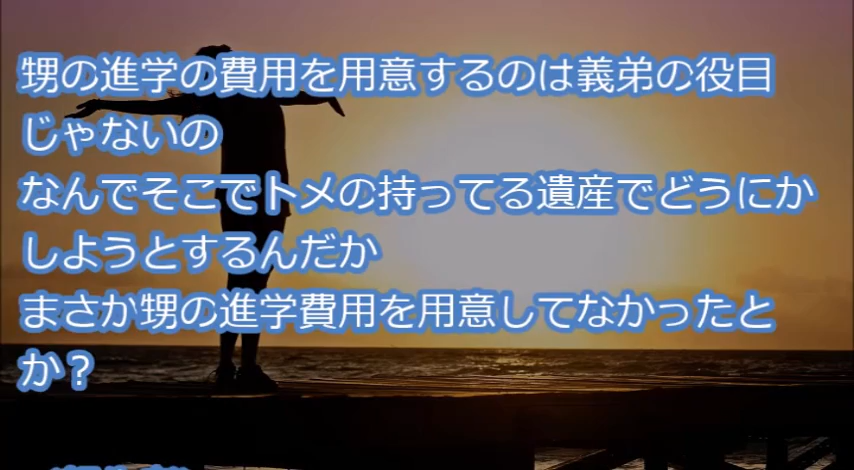 甥の進学の費用を用意するのは義弟の役目
じゃないの
なんでそこでトメの持ってる遺産でどうにか
しようとするんだか
まさか甥の進学費用を用意してなかったと
か？